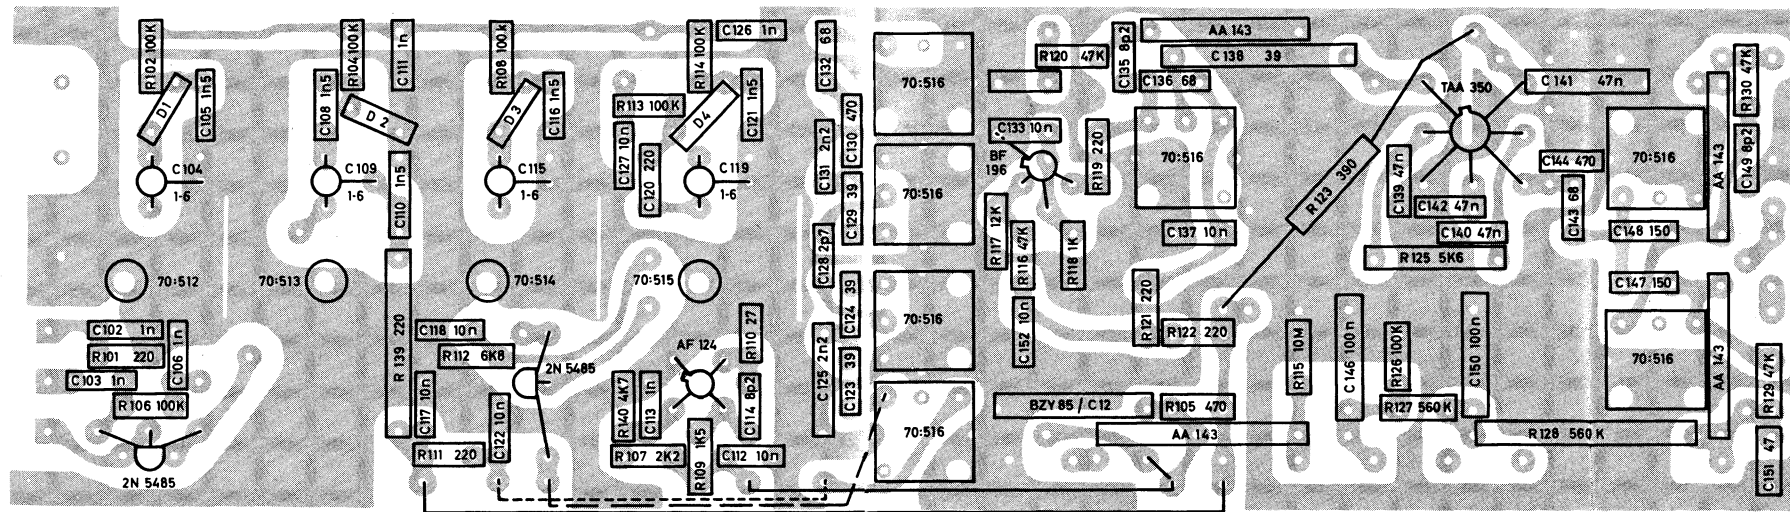 R102 100K
D1
C105 1n5
C104
1-6
R104 100K
C111 1n
C108 1n5
D 2
C109
1-6
C110 1n5
R108 100K
D 3
C116 1n5
C115
1-6
R114 100K
C126 1n
R113 100K
D4
C121 1n5
C127 10n
C120 220
C119
1-6
C132 68
C130 470
C131 2n2
C129 39
C128 2p7
C124 39
C125 2n2
C123 39
70:512
70:513
70:514
70:515
C102 1n
R101 220
C103 1n
C106 1n
R106 100K
2N 5485
R 139 220
C118 10n
R112 6K8
2N 5485
C117 10n
C122 10n
R111 220
AF 124
R110 27
R140 4K7
C113 1n
C114 8p2
R107 2K2
R109 1K5
C112 10n
70:516
70:516
70:516
70:516
AA 143
R120 47K
C135 8p2
C 138 39
C136 68
C133 10n
BF
196
R119 220
70:516
R117 12K
R116 47K
R118 1K
C137 10n
C152 10n
R121 220
R122 220
BZY 85 / C12
R105 470
AA 143
R123 390
TAA 350
C 141 47n
C139 47n
C142 47n
C140 47n
R125 5K6
C144 470
C143 68
70:516
AA 143
R130 47K
C149 8p2
C148 150
C147 150
70:516
AA 143
R115 10M
C146 100n
R126 100K
C150 100n
R127 560K
R128 560 K
R129 47K
C151 47